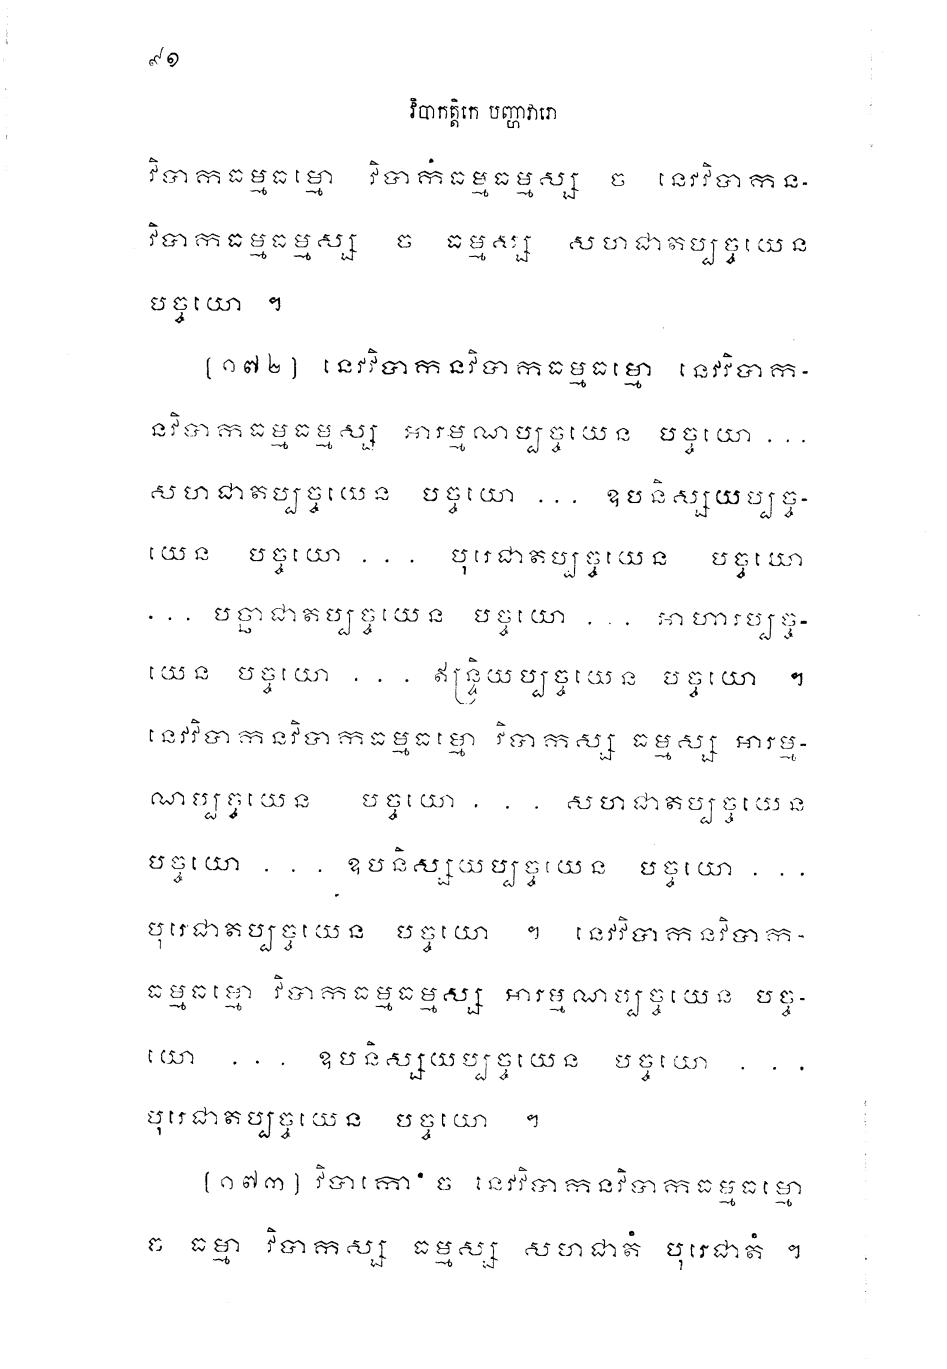 ៩១
វិបាកត្តិកេ បញ្ហាវារោ
វិបាកធម្មធម្មោ វិបាកំធម្មធម្មស្ស ច នេវវិបាកន-
វិបាកធម្មធម្មស្ស ច ធម្មស្ស សហជាតប្បច្ចយេន
បច្ចយោ ។
(១៧២) នេវវិបាកនវិបាកធម្មធម្មោ នេវវិបាក-
នវិបាកធម្មធម្មស្ស អារម្មណប្បច្ចយេន បច្ចយោ ...
សហជាតប្បច្ចយេន បច្ចយោ ... ឧបនិស្សយប្បច្ច-
យេន បច្ចយោ ... បុរេជាតប្បច្ចយេន បច្ចយោ
... បច្ឆាជាតប្បច្ចយេន បច្ចយោ ... អាហារប្បច្ច-
យេន បច្ចយោ ... ឥន្ទ្រិយប្បច្ចយេន បច្ចយោ ។
នេវវិបាកនវិបាកធម្មធម្មោ វិបាកស្ស ធម្មស្ស អារម្ម-
ណប្បច្ចយេន បច្ចយោ ... សហជាតប្បច្ចយេន
បច្ចយោ ... ឧបនិស្សយប្បច្ចយេន បច្ចយោ ...
បុរេជាតប្បច្ចយេន បច្ចយោ ។ នេវវិបាកនវិបាក-
ធម្មធម្មោ វិបាកធម្មធម្មស្ស អារម្មណប្បច្ចយេន បច្ច-
យោ ... ឧបនិស្សយប្បច្ចយេន បច្ចយោ ...
បុរេជាតប្បច្ចយេន បច្ចយោ ។
(១៧៣) វិបាកោ ច នេវវិបាកនវិបាកធម្មធម្មោ
ច ធម្មា វិបាកស្ស ធម្មស្ស សហជាតំ បុរេជាតំ ។